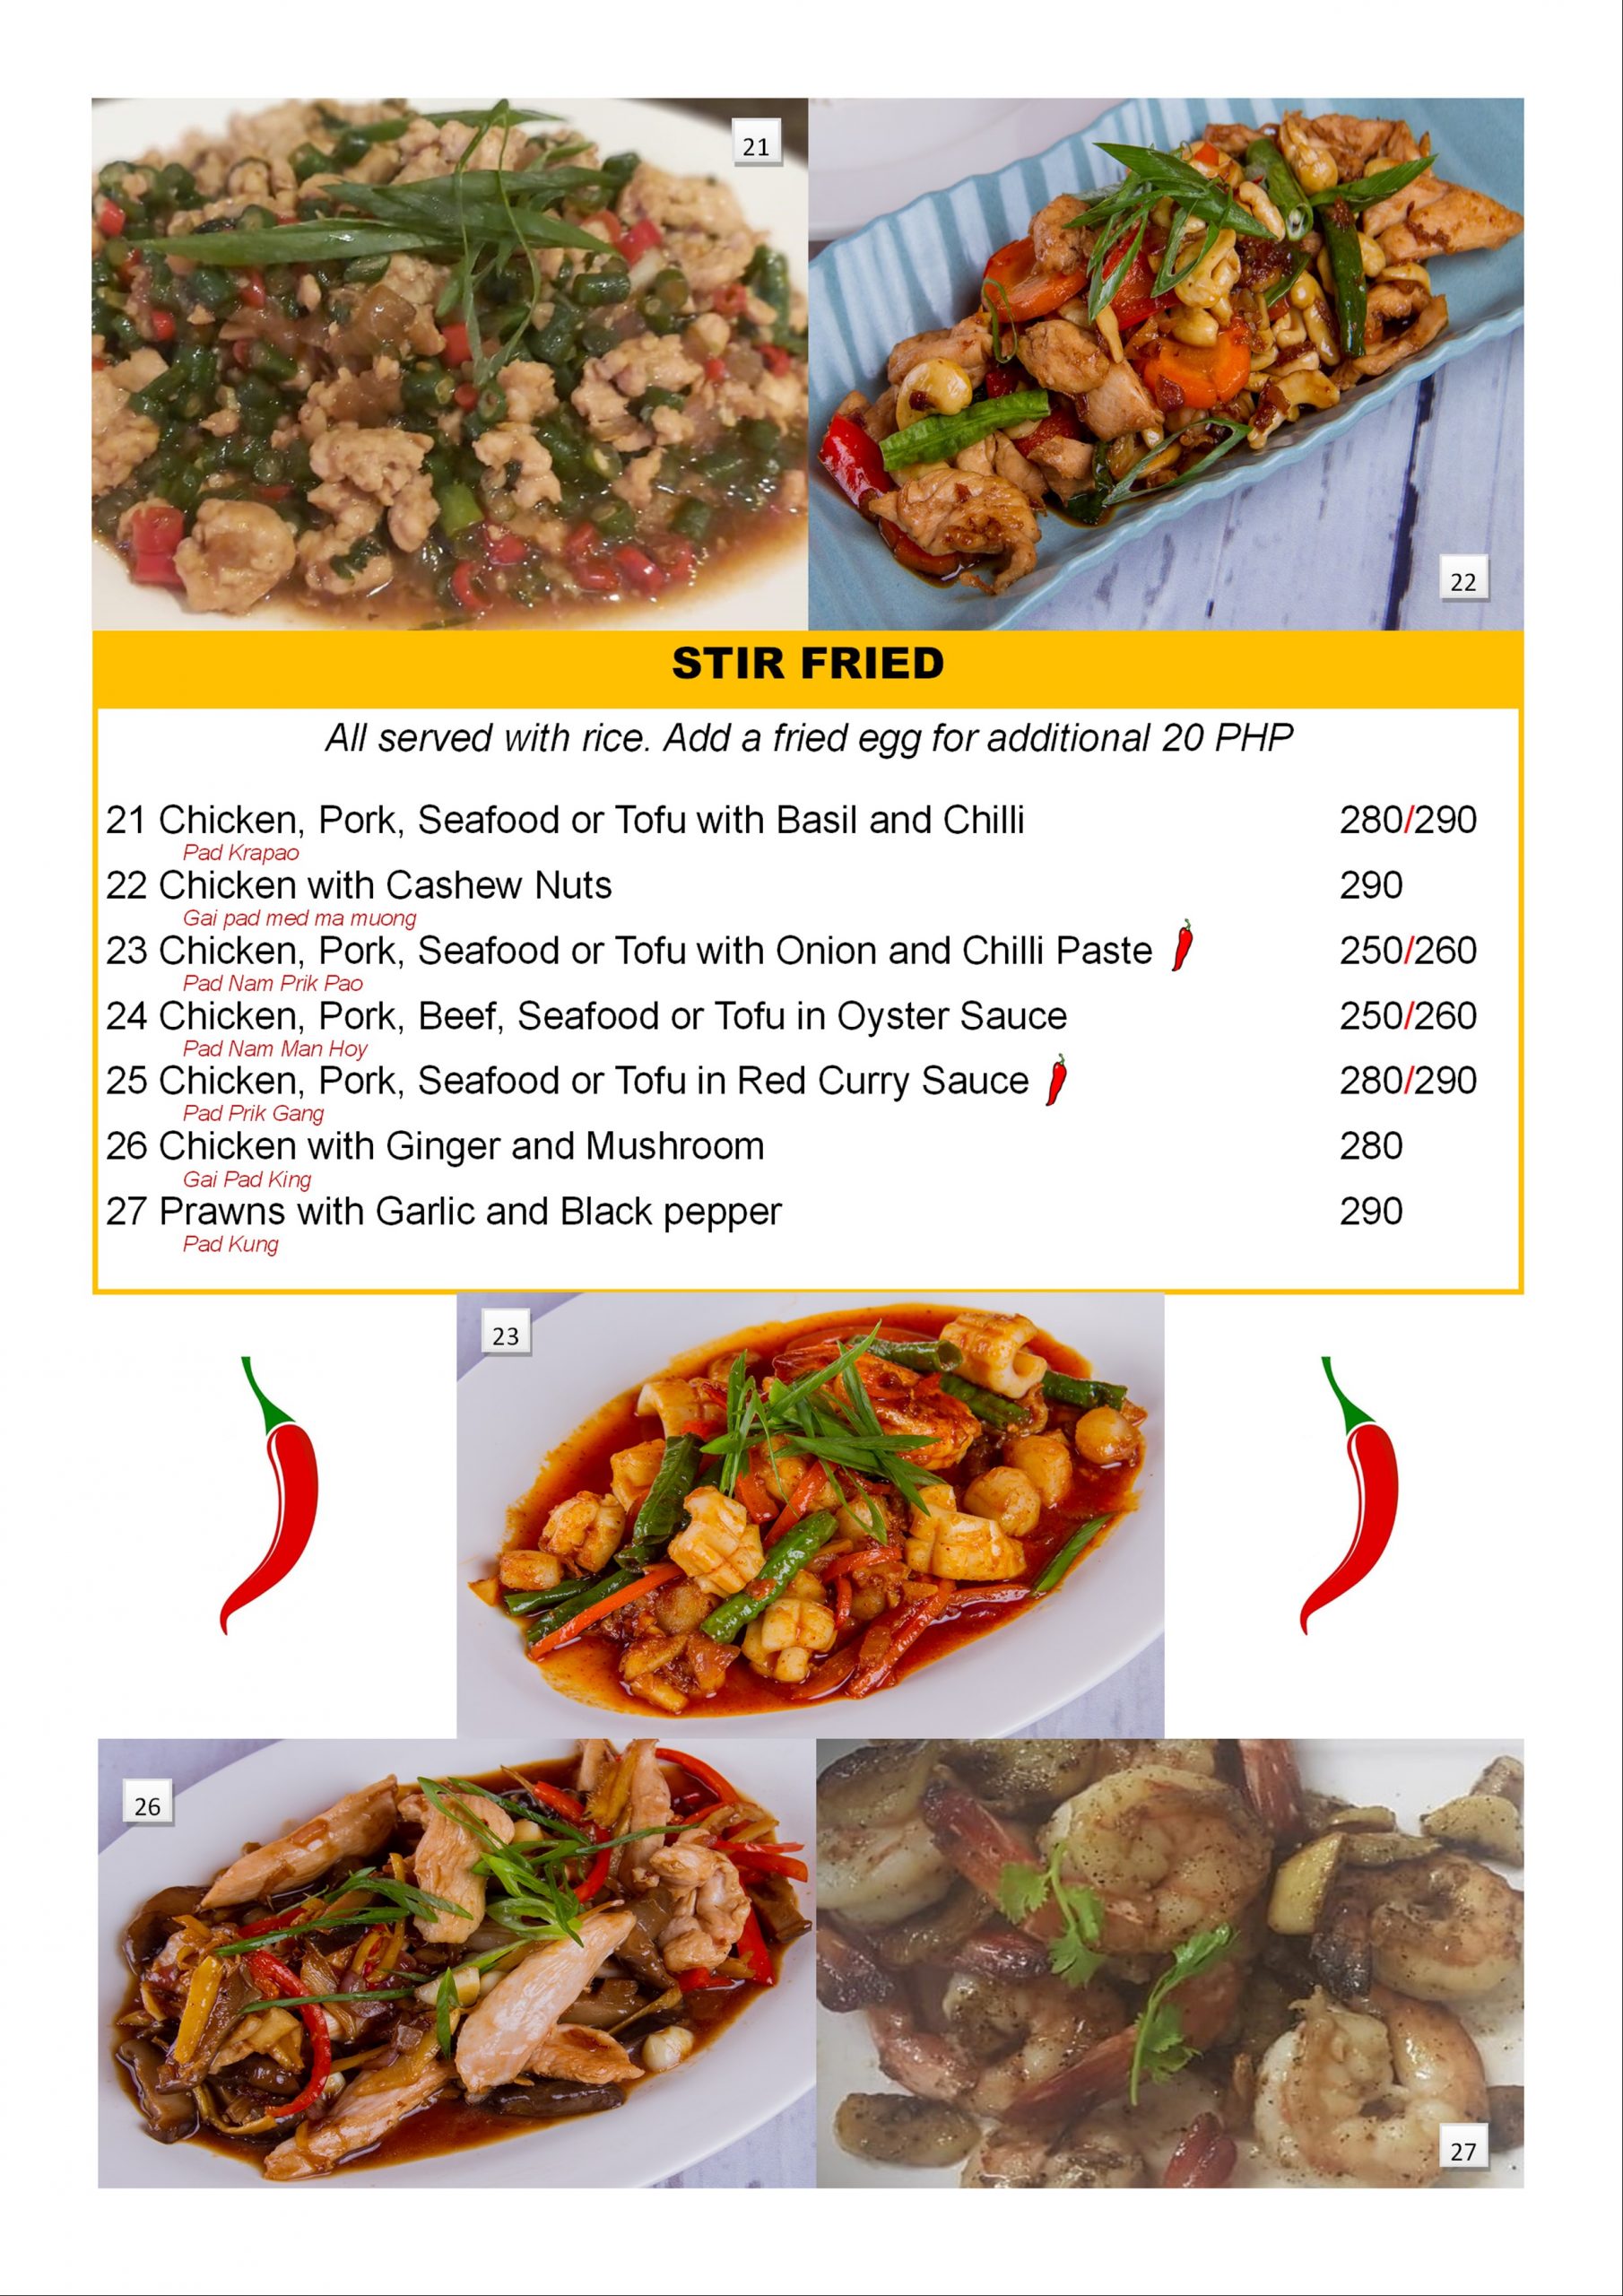 21
22
STIR FRIED
All served with rice. Add a fried egg for additional 20 PHP
21 Chicken, Pork, Seafood or Tofu with Basil and Chilli 280/290
Pad Krapao
22 Chicken with Cashew Nuts 290
Gai pad med ma muong
23 Chicken, Pork, Seafood or Tofu with Onion and Chilli Paste 250/260
Pad Nam Prik Pao
24 Chicken, Pork, Beef, Seafood or Tofu in Oyster Sauce 250/260
Pad Nam Man Hoy
25 Chicken, Pork, Seafood or Tofu in Red Curry Sauce 280/290
Pad Prik Gang
26 Chicken with Ginger and Mushroom 280
Gai Pad King
27 Prawns with Garlic and Black pepper 290
Pad Kung
23
26
27